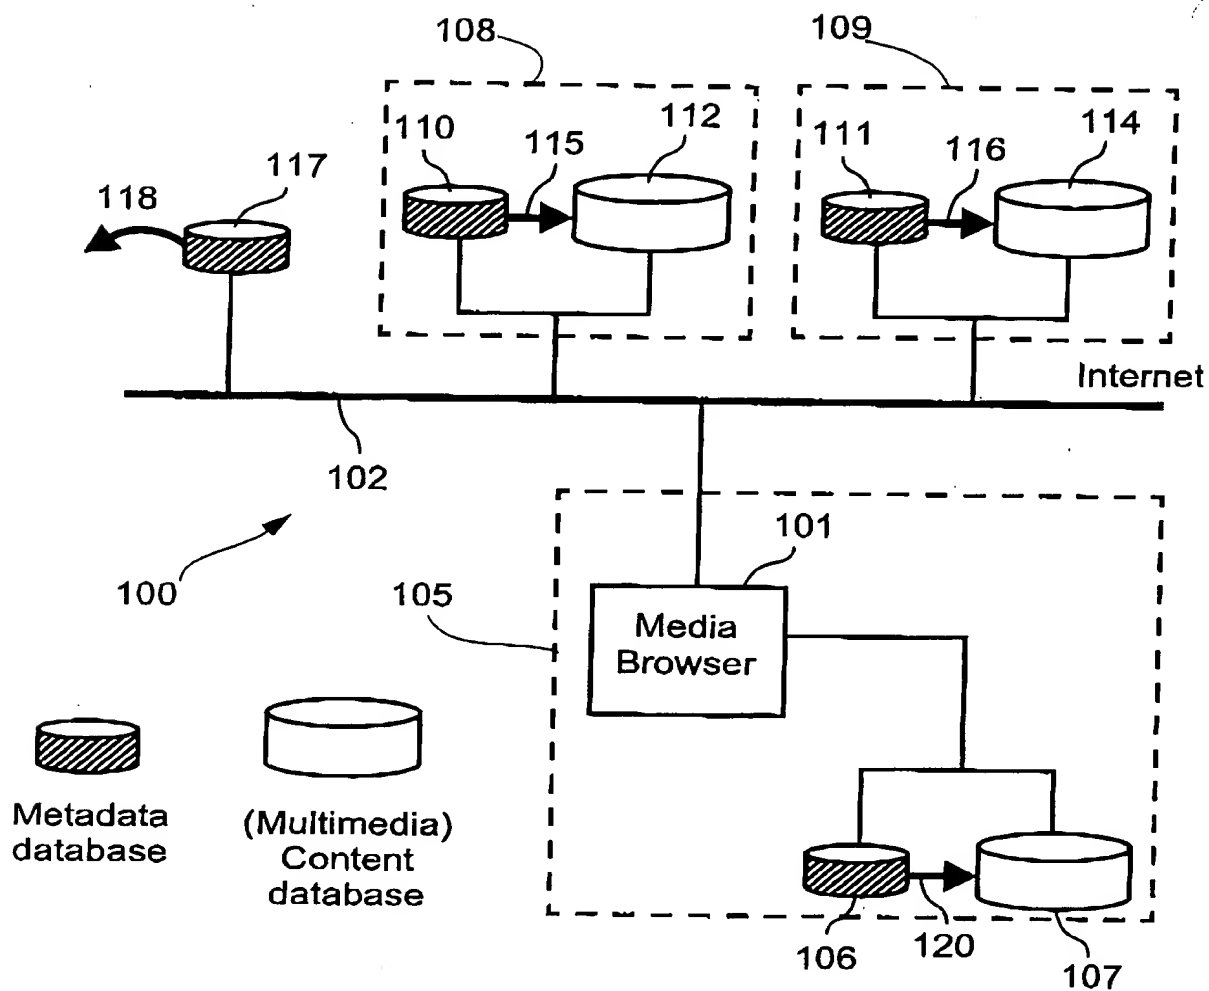 108
109
110
115
112
111
116
114
117
118
Internet
102
101
100
105
Media
Browser
Metadata
database
(Multimedia)
Content
database
106
120
107